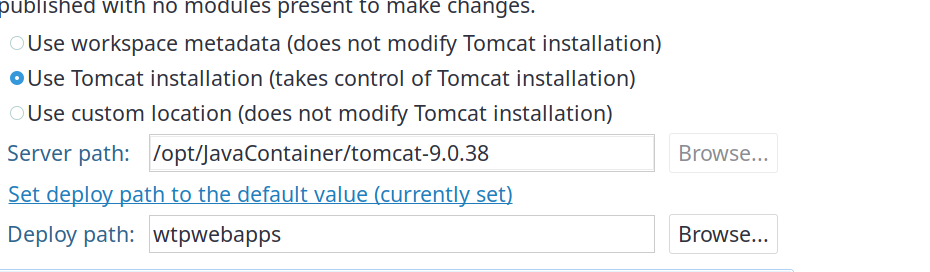 published with no modules present to make changes.
Use workspace metadata (does not modify Tomcat installation)
Use Tomcat installation (takes control of Tomcat installation)
Use custom location (does not modify Tomcat installation)
Server path: /opt/JavaContainer/tomcat-9.0.38 Browse...
Set deploy path to the default value (currently set)
Deploy path: wtpwebapps Browse...